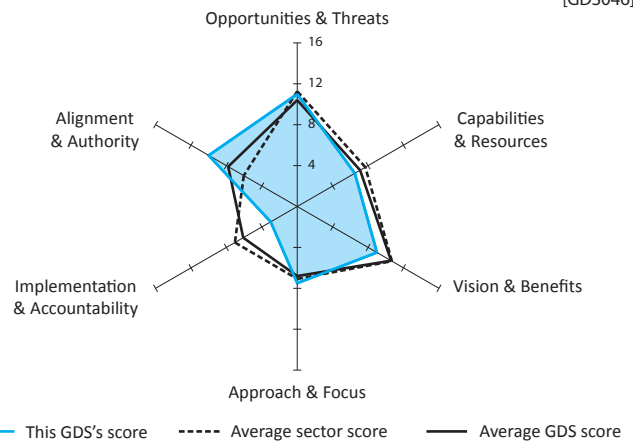 [GDS040]
Opportunities & Threats
16
12
8
4
Alignment
& Authority
Capabilities
& Resources
Implementation
& Accountability
Vision & Benefits
Approach & Focus
This GDS's score
Average sector score
Average GDS score